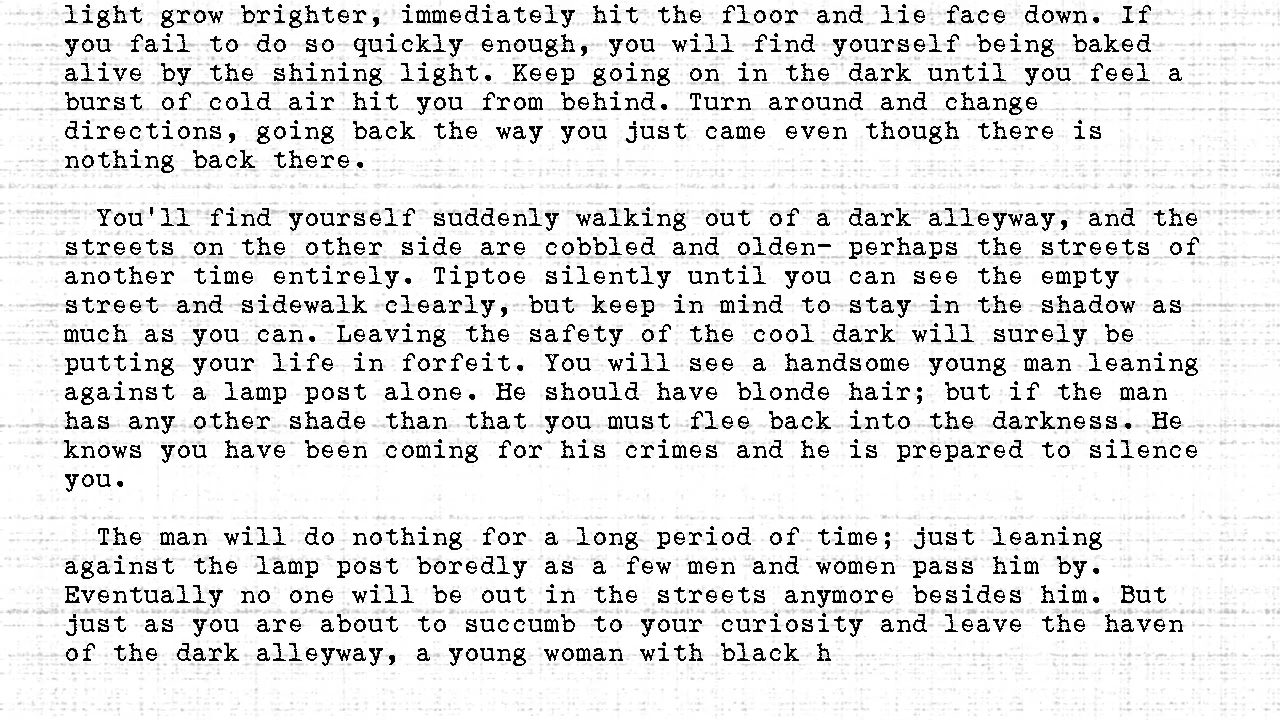 light grow brighter, immediately hit the floor and lie face down. If
you fail to do so quickly enough, you will find yourself being baked
alive by the shining light. Keep going on in the dark until you feel a
burst of cold air hit you from behind. Turn around and change
directions, going back the way you just came even though there is
nothing back there.
You'll find yourself suddenly walking out of a dark alleyway, and the
streets on the other side are cobbled and olden- perhaps the streets of
another time entirely. Tiptoe silently until you can see the empty
street and sidewalk clearly, but keep in mind to stay in the shadow as
much as you can. Leaving the safety of the cool dark will surely be
putting your life in forfeit. You will see a handsome young man leaning
against a lamp post alone. He should have blonde hair; but if the man
has any other shade than that you must flee back into the darkness. He
knows you have been coming for his crimes and he is prepared to silence
you.
The man will do nothing for a long period of time; just leaning
against the lamp post boredly as a few men and women pass him by.
Eventually no one will be out in the streets anymore besides him. But
just as you are about to succumb to your curiosity and leave the haven
of the dark alleyway, a young woman with black h